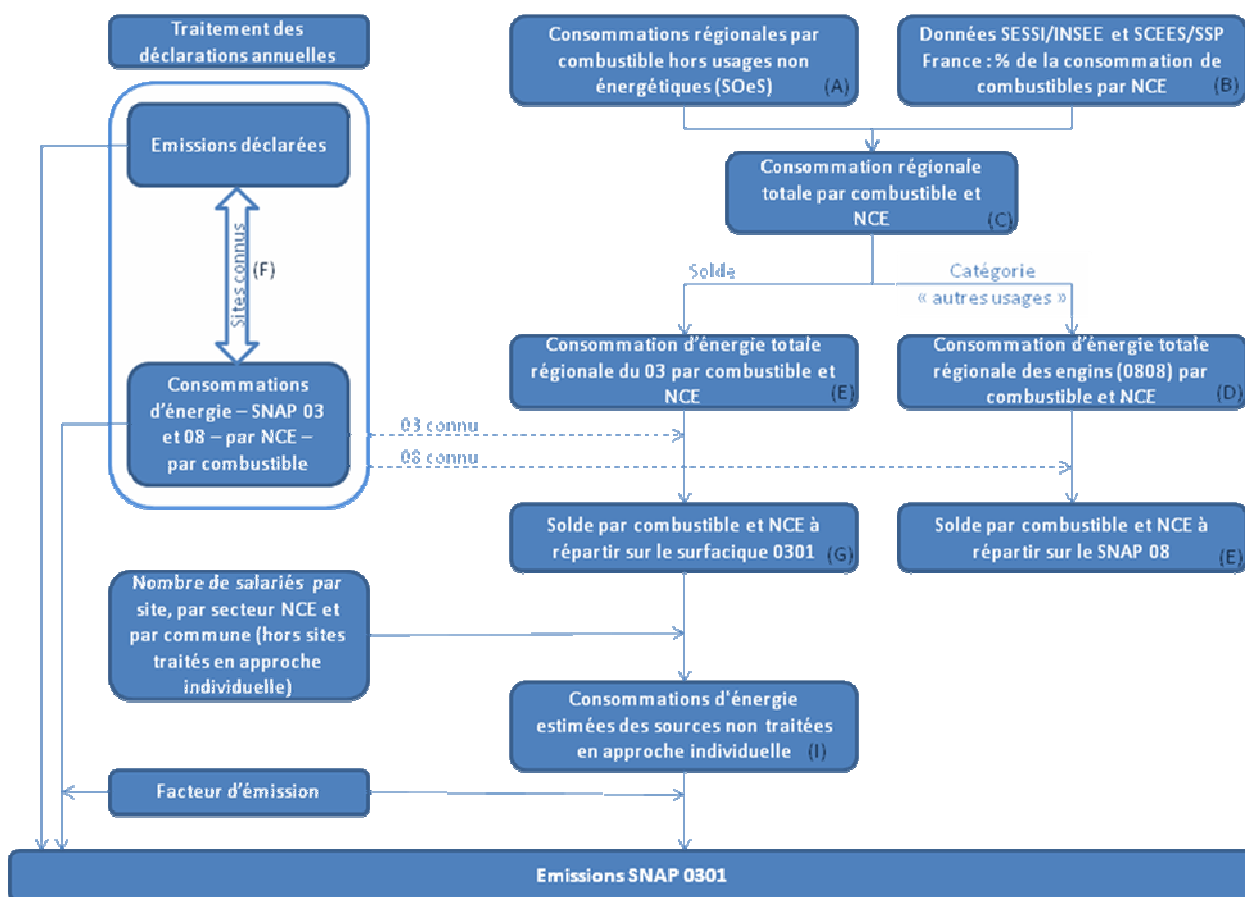 Traitement des
déclarations annuelles
Emissions déclarées
Sites connus
(F)
Consommations
d'énergie – SNAP 03
et 08 – par NCE –
par combustible
Consommations régionales par
combustible hors usages non
énergétiques (SOeS) (A)
Données SESSI/INSEE et SCEES/SSP
France : % de la consommation de
combustibles par NCE (B)
Consommation régionale
totale par combustible et
NCE (C)
Solde
Catégorie
« autres usages »
Consommation d'énergie totale
régionale du 03 par combustible et
NCE (E)
Consommation d'énergie totale
régionale des engins (0808) par
combustible et NCE (D)
03 connu
08 connu
Solde par combustible et NCE à
répartir sur le surfacique 0301 (G)
Solde par combustible et NCE à
répartir sur le SNAP 08 (E)
Nombre de salariés par
site, par secteur NCE et
par commune (hors sites
traités en approche
individuelle)
Consommations d'énergie
estimées des sources non traitées
en approche individuelle (I)
Facteur d'émission
Emissions SNAP 0301